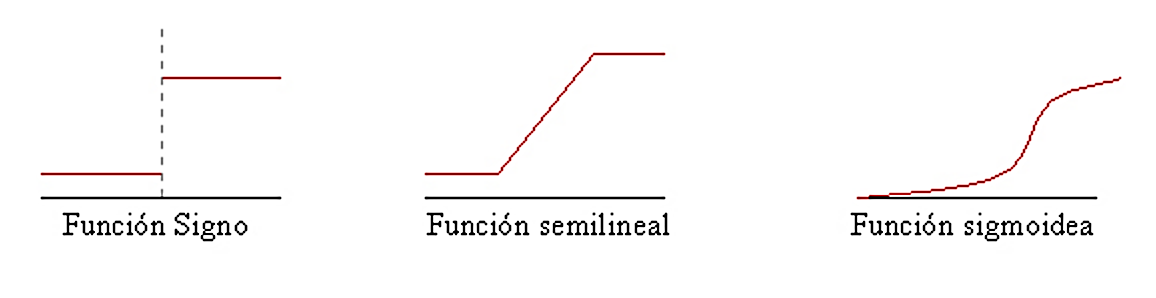 Función Signo
Función semilineal
Función sigmoidea